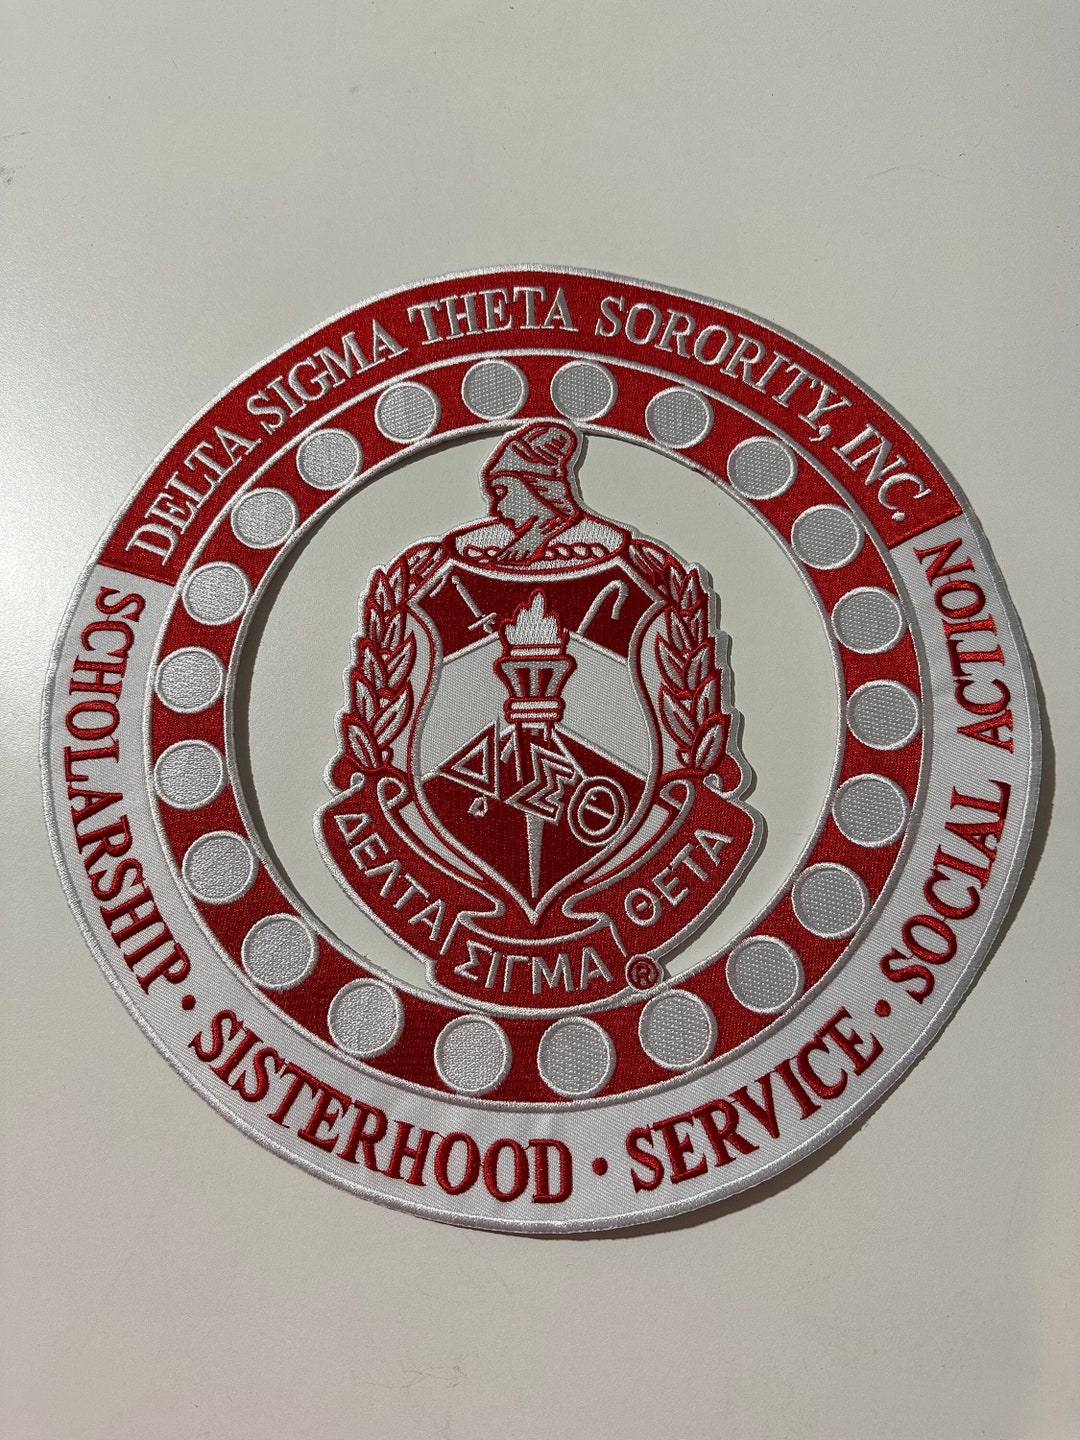 DELTA SIGMA THETA SORORITY, INC.
SCHOLARSHIP · SISTERHOOD · SERVICE · SOCIAL ACTION
ΔΣΘ
ΔΕΛΤΑ
ΣΙΓΜΑ
ΘΕΤΑ
®